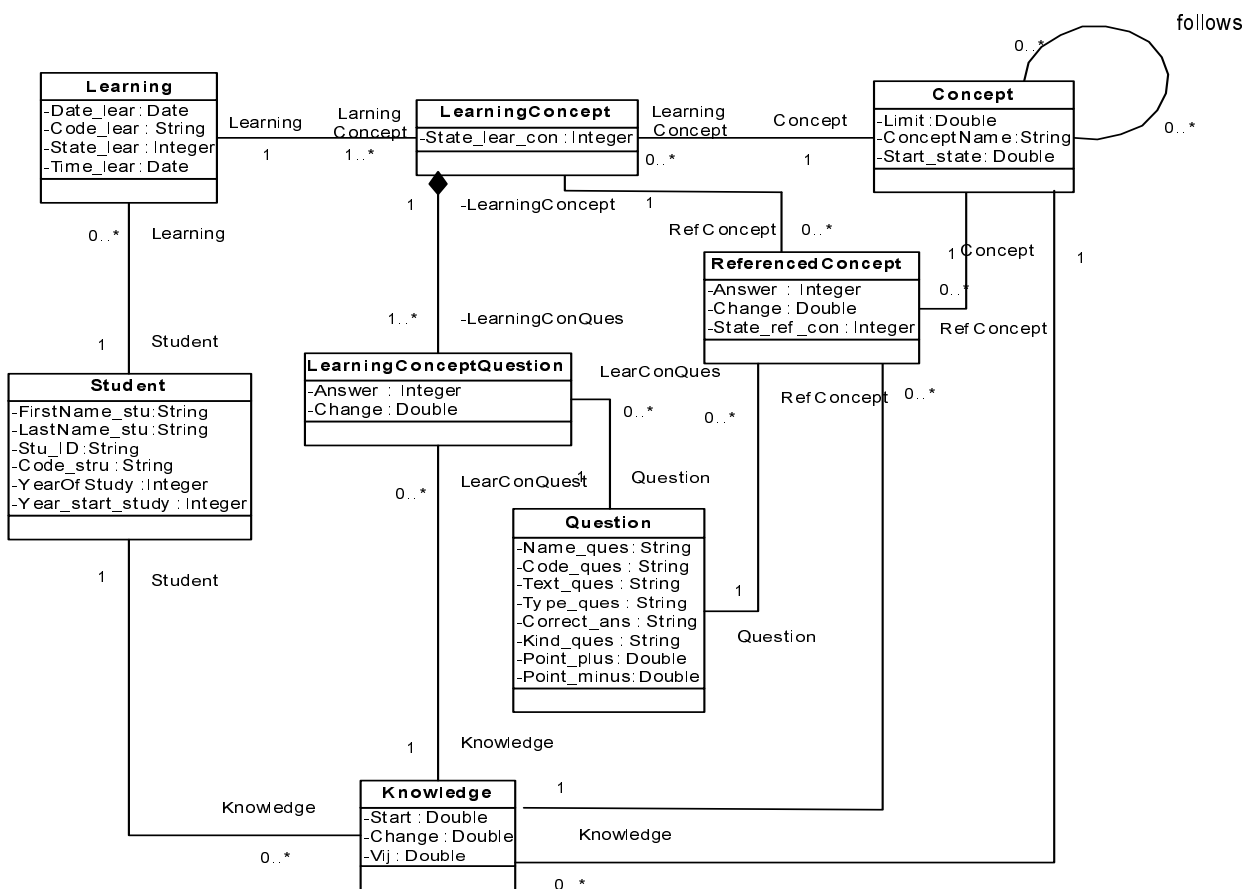 follows
0..*
0..*
Learning
-Date_lear: Date
-Code_lear : String
-State_lear: Integer
-Time_lear: Date
Learning
1
Larning
Concept
1..*
LearningConcept
-State_lear_con : Integer
Learning
Concept
0..*
Concept
1
Concept
-Limit:Double
-ConceptName:String
-Start_state: Double
0..*
Learning
1
Student
1
-LearningConcept
1..*
-LearningConQues
1
RefConcept
0..*
ReferencedConcept
-Answer : Integer
-Change : Double
-State_ref_con : Integer
1
Concept
0..*
RefConcept
1
Student
-FirstName_stu:String
-LastName_stu:String
-Stu_ID:String
-Code_stru : String
-YearOfStudy :Integer
-Year_start_study : Integer
LearningConceptQuestion
-Answer : Integer
-Change : Double
LearConQues
0..*
0..*
RefConcept
0..*
0..*
LearConQuest
1
Question
Question
-Name_ques: String
-Code_ques : String
-Text_ques : String
-Type_ques : String
-Correct_ans : String
-Kind_ques: String
-Point_plus: Double
-Point_minus: Double
1
Question
1
Student
1
Knowledge
Knowledge
0..*
Knowledge
-Start : Double
-Change : Double
-Vij : Double
1
Knowledge
0..*